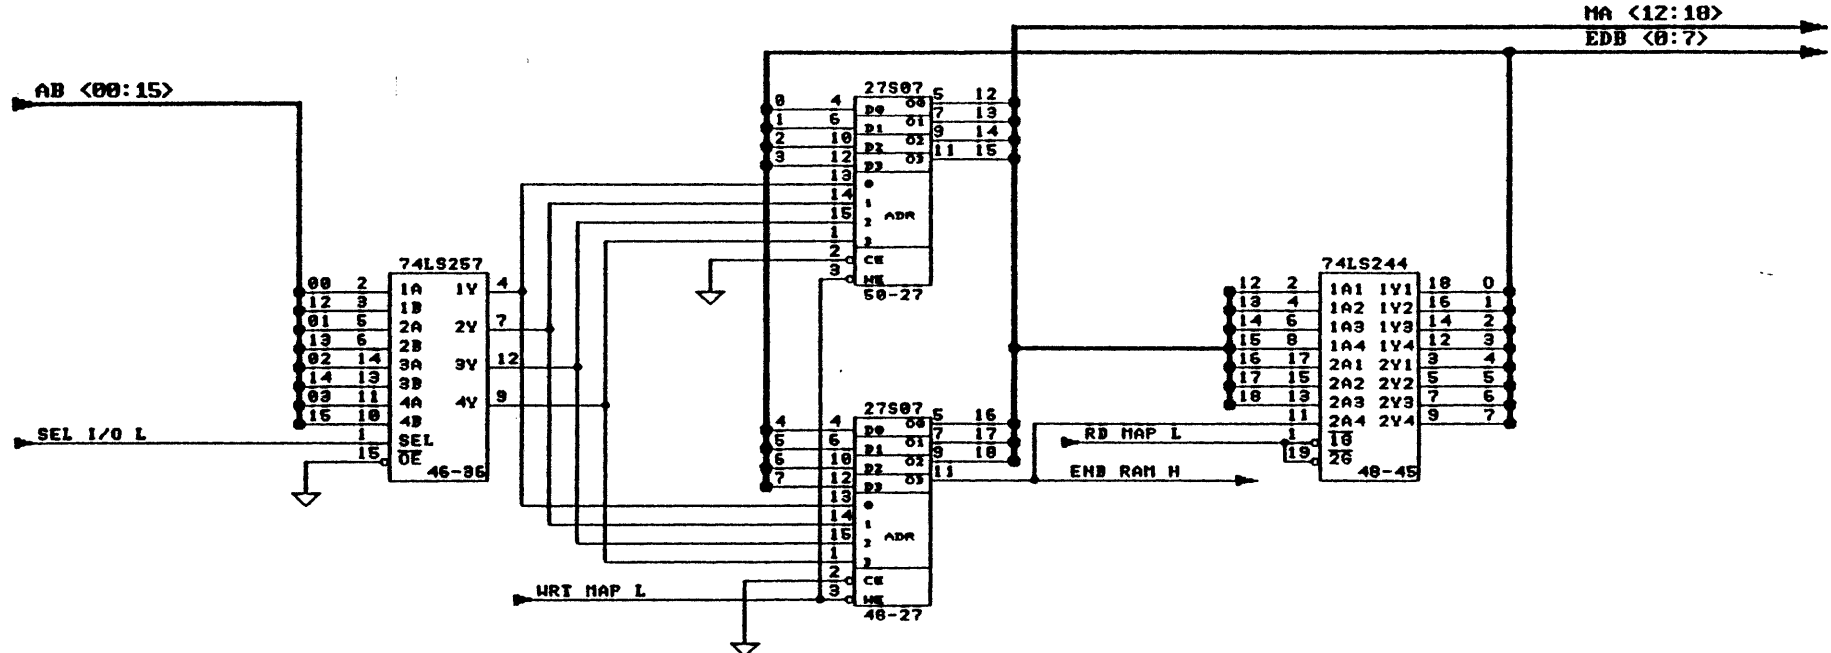 MA <12:18>
EDB <0:7>
AB <00:15>
27S07
0 4 D0 O0 5 12
1 6 D1 O1 7 13
2 10 D2 O2 9 14
3 12 D3 O3 11 15
13 0
14 1
15 2 ADR
1 3
2 CE
3 WE
50-27
74LS257
00 2 1A 1Y 4
12 3 1B
01 5 2A 2Y 7
13 6 2B
02 14 3A 3Y 12
14 13 3B
03 11 4A 4Y 9
15 10 4B
SEL I/O L 1 SEL
15 OE
46-36
74LS244
12 2 1A1 1Y1 18 0
13 4 1A2 1Y2 16 1
14 6 1A3 1Y3 14 2
15 8 1A4 1Y4 12 3
16 17 2A1 2Y1 3 4
17 15 2A2 2Y2 5 5
18 13 2A3 2Y3 7 6
11 2A4 2Y4 9 7
RD MAP L 1 1G
19 2G
48-45
27S07
4 4 D0 O0 5 16
5 6 D1 O1 7 17
6 10 D2 O2 9 18
7 12 D3 O3 11 ENB RAM H
13 0
14 1
15 2 ADR
1 3
2 CE
WRT MAP L 3 WE
48-27